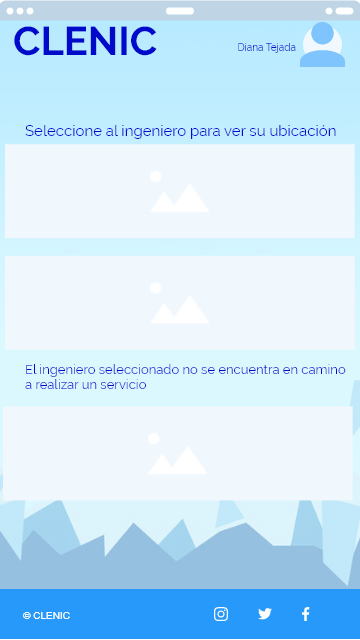 CLENIC
Diana Tejada
Seleccione al ingeniero para ver su ubicación
El ingeniero seleccionado no se encuentra en camino
a realizar un servicio
© CLENIC